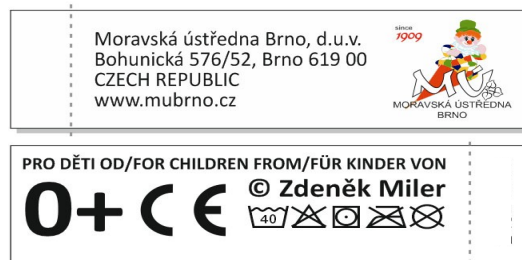 Moravská ústředna Brno, d.u.v.
Bohunická 576/52, Brno 619 00
CZECH REPUBLIC
www.mubrno.cz
since
1909
MU
MORAVSKÁ ÚSTŘEDNA
BRNO
PRO DĚTI OD/FOR CHILDREN FROM/FÜR KINDER VON
0+ CE
© Zdeněk Miler
40